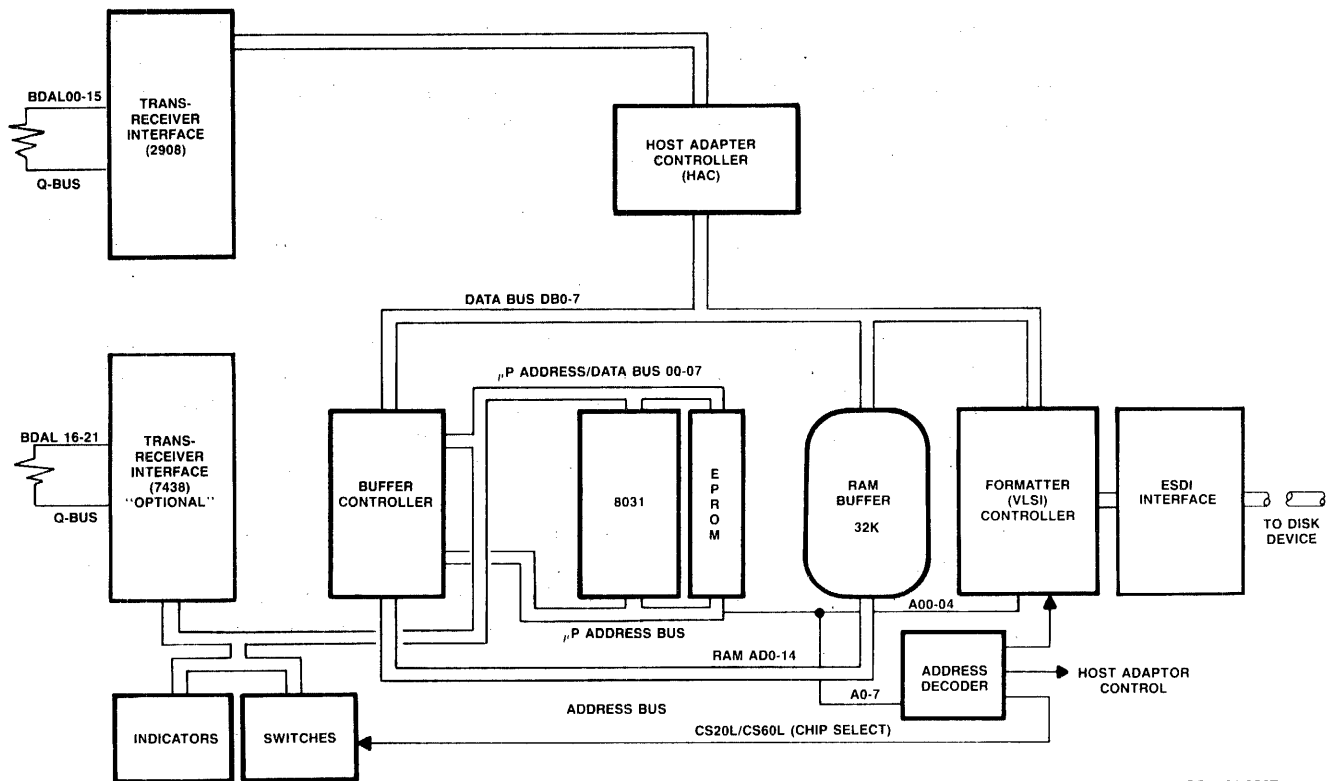 BDAL00-15
Q-BUS
TRANS-
RECEIVER
INTERFACE
(2908)
HOST ADAPTER
CONTROLLER
(HAC)
DATA BUS DB0-7
BDAL 16-21
Q-BUS
TRANS-
RECEIVER
INTERFACE
(7438)
"OPTIONAL"
μP ADDRESS/DATA BUS 00-07
BUFFER
CONTROLLER
8031
EPROM
RAM
BUFFER
32K
FORMATTER
(VLSI)
CONTROLLER
ESDI
INTERFACE
TO DISK
DEVICE
A00-04
μP ADDRESS BUS
RAM AD0-14
A0-7
ADDRESS
DECODER
HOST ADAPTOR
CONTROL
ADDRESS BUS
CS20L/CS60L (CHIP SELECT)
INDICATORS
SWITCHES